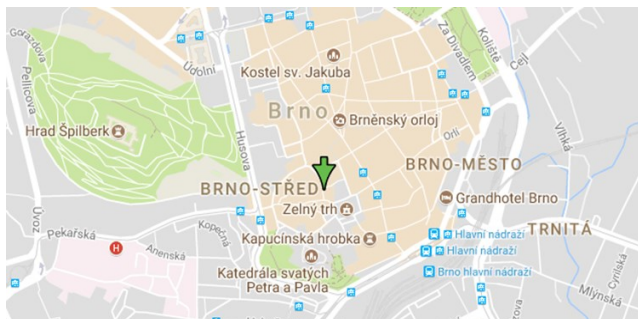 Gorazdova
Údolní
Kostel sv. Jakuba
Za Divadlem
Koliště
Cejl
Pellicova
Brno
Brněnský orloj
Hrad Špilberk
Husova
Orlí
Vlhká
BRNO-MĚSTO
BRNO-STŘED
Grandhotel Brno
Zelný trh
Úvoz
Pekařská
Kopečná
TRNITÁ
Hlavní nádraží
Kapucínská hrobka
H
Anenská
Hlavní nádraží
Katedrála svatých
Petra a Pavla
Brno hlavní nádraží
Cyrilská
Mlýnská